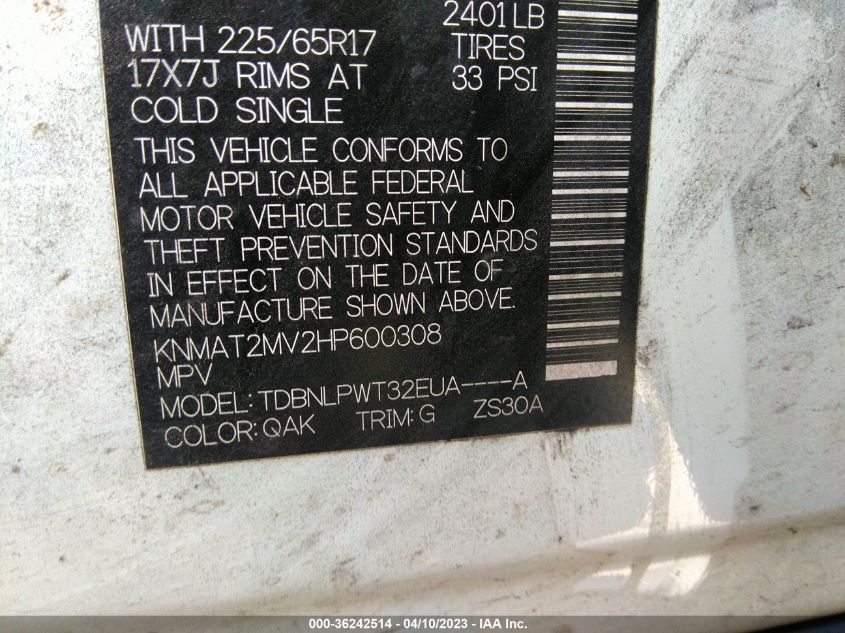 2401 LB
WITH 225/65R17 TIRES
17X7J RIMS AT 33 PSI
COLD SINGLE
THIS VEHICLE CONFORMS TO
ALL APPLICABLE FEDERAL
MOTOR VEHICLE SAFETY AND
THEFT PREVENTION STANDARDS
IN EFFECT ON THE DATE OF
MANUFACTURE SHOWN ABOVE.
KNMAT2MV2HP600308
MPV
MODEL: TDBNLPWT32EUA----A
COLOR: QAK TRIM: G ZS30A
000-36242514 - 04/10/2023 - IAA Inc.